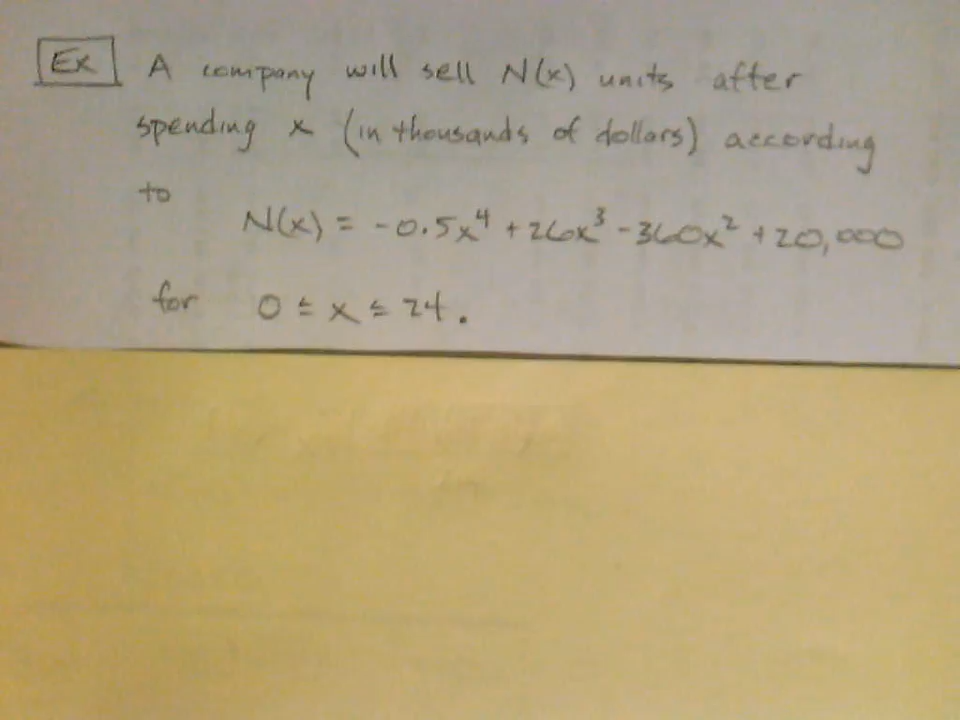 Ex A company will sell N(x) units after
spending x (in thousands of dollars) according
to
N(x) = -0.5x⁴ + 26x³ - 360x² + 20,000
for 0 ≤ x ≤ 24.